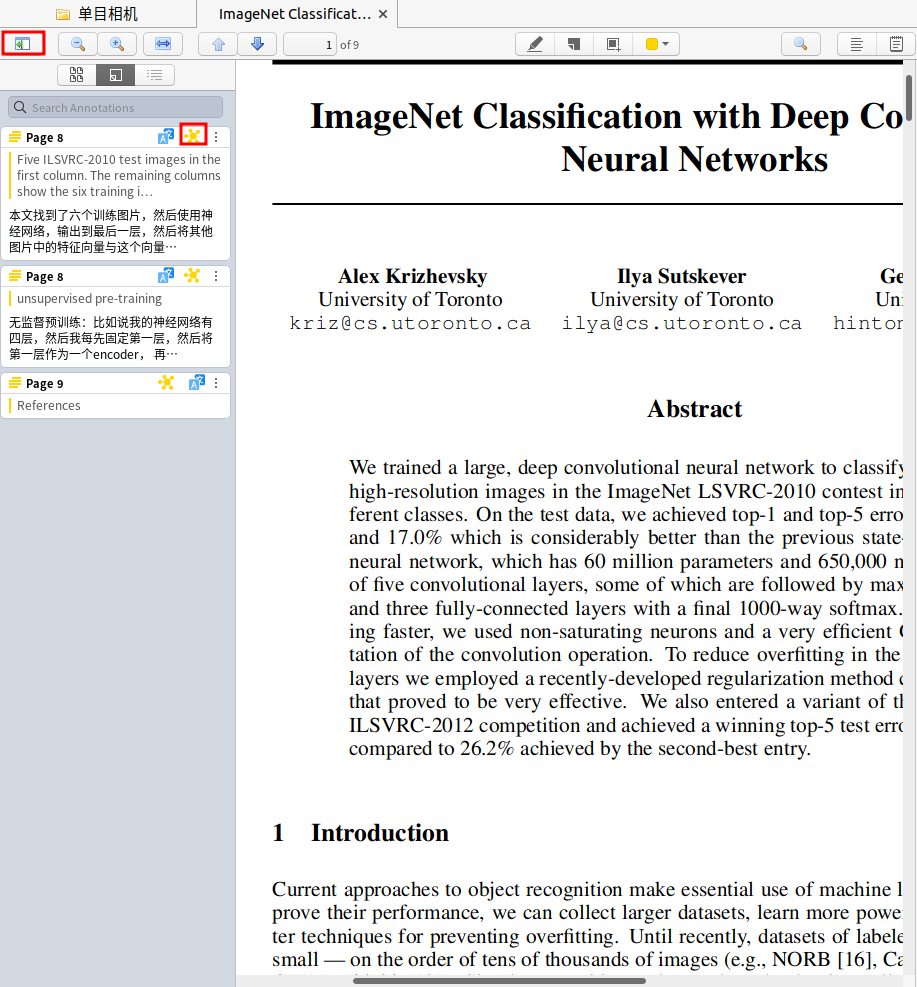 单目相机
ImageNet Classificat...
1 of 9
Search Annotations
Page 8
Five ILSVRC-2010 test images in the
first column. The remaining columns
show the six training i…
本文找到了六个训练图片，然后使用神
经网络，输出到最后一层，然后将其他
图片中的特征向量与这个向量…
Page 8
unsupervised pre-training
无监督预训练：比如说我的神经网络有
四层，然后我每先固定第一层，然后将
第一层作为一个encoder， 再…
Page 9
References
ImageNet Classification with Deep Co
Neural Networks
Alex Krizhevsky
University of Toronto
kriz@cs.utoronto.ca
Ilya Sutskever
University of Toronto
ilya@cs.utoronto.ca
Ge
Uni
hinton
Abstract
We trained a large, deep convolutional neural network to classify
high-resolution images in the ImageNet LSVRC-2010 contest in
ferent classes. On the test data, we achieved top-1 and top-5 erro
and 17.0% which is considerably better than the previous state-
neural network, which has 60 million parameters and 650,000 n
of five convolutional layers, some of which are followed by max
and three fully-connected layers with a final 1000-way softmax.
ing faster, we used non-saturating neurons and a very efficient G
tation of the convolution operation. To reduce overfitting in the
layers we employed a recently-developed regularization method c
that proved to be very effective. We also entered a variant of th
ILSVRC-2012 competition and achieved a winning top-5 test erro
compared to 26.2% achieved by the second-best entry.
1 Introduction
Current approaches to object recognition make essential use of machine l
prove their performance, we can collect larger datasets, learn more powe
ter techniques for preventing overfitting. Until recently, datasets of labele
small — on the order of tens of thousands of images (e.g., NORB [16], Ca